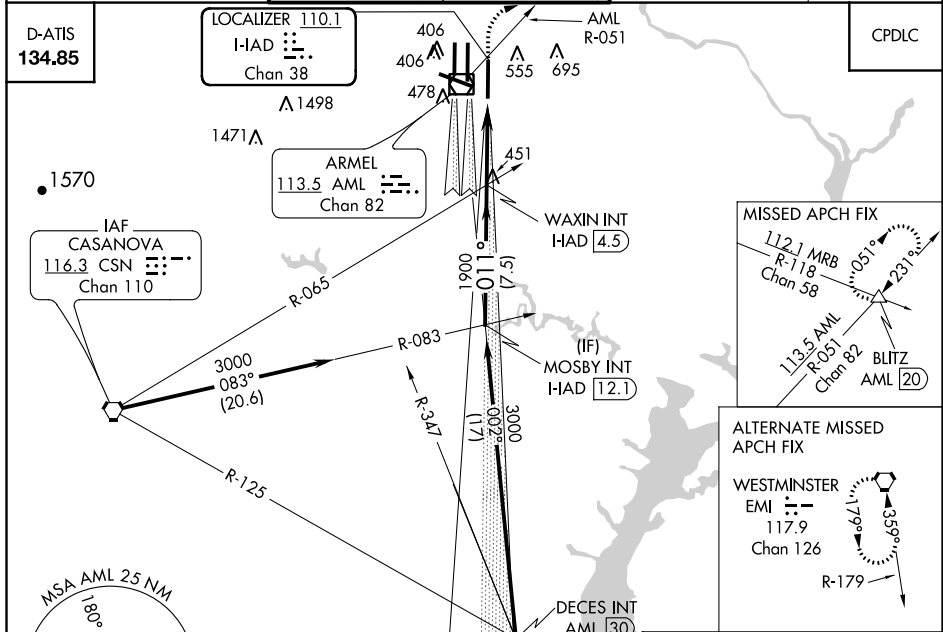 D-ATIS
134.85
LOCALIZER 110.1
I-IAD
Chan 38
406
406
478
555
695
AML
R-051
CPDLC
1498
1471
1570
ARMEL
113.5 AML
Chan 82
451
WAXIN INT
I-IAD 4.5
IAF
CASANOVA
116.3 CSN
Chan 110
R-065
1900
011°
(7.5)
R-083
3000
083°
(20.6)
(IF)
MOSBY INT
I-IAD 12.1
R-347
3000
002°
(17)
R-125
MISSED APCH FIX
112.1 MRB
R-118
Chan 58
051°
231°
113.5 AML
R-051
Chan 82
BLITZ
AML 20
ALTERNATE MISSED
APCH FIX
WESTMINSTER
EMI
117.9
Chan 126
179°
359°
R-179
MSA AML 25 NM
180°
DECES INT
AML 30